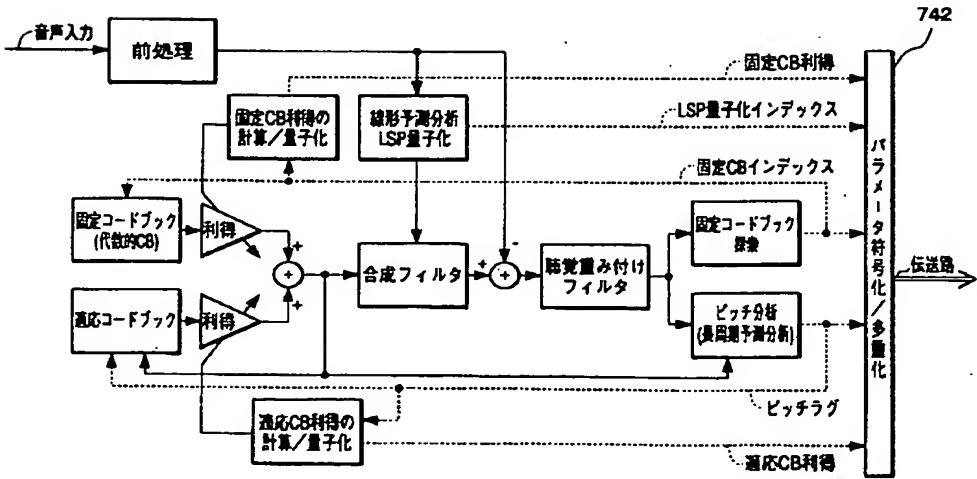 742
音声入力
前処理
固定CB利得
固定CB利得の
計算/量子化
線形予測分析
LSP量子化
LSP量子化インデックス
固定CBインデックス
固定コードブック
(代数的CB)
利得
+
+
合成フィルタ
+
-
+
聴覚重み付け
フィルタ
固定コードブック
探索
パラメータ符号化/多重化
伝送路
適応コードブック
利得
+
ピッチ分析
(長周期予測分析)
ピッチラグ
適応CB利得の
計算/量子化
適応CB利得